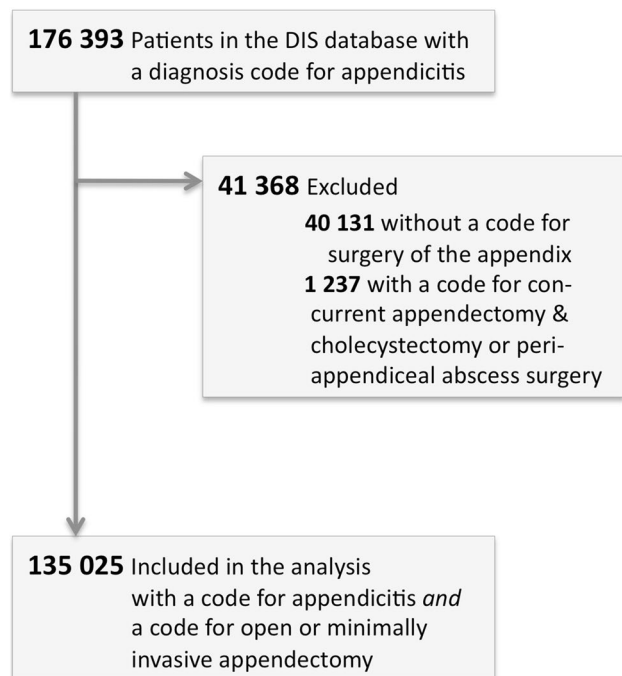 176 393 Patients in the DIS database with
a diagnosis code for appendicitis
41 368 Excluded
40 131 without a code for
surgery of the appendix
1 237 with a code for con-
current appendectomy &
cholecystectomy or peri-
appendiceal abscess surgery
135 025 Included in the analysis
with a code for appendicitis and
a code for open or minimally
invasive appendectomy